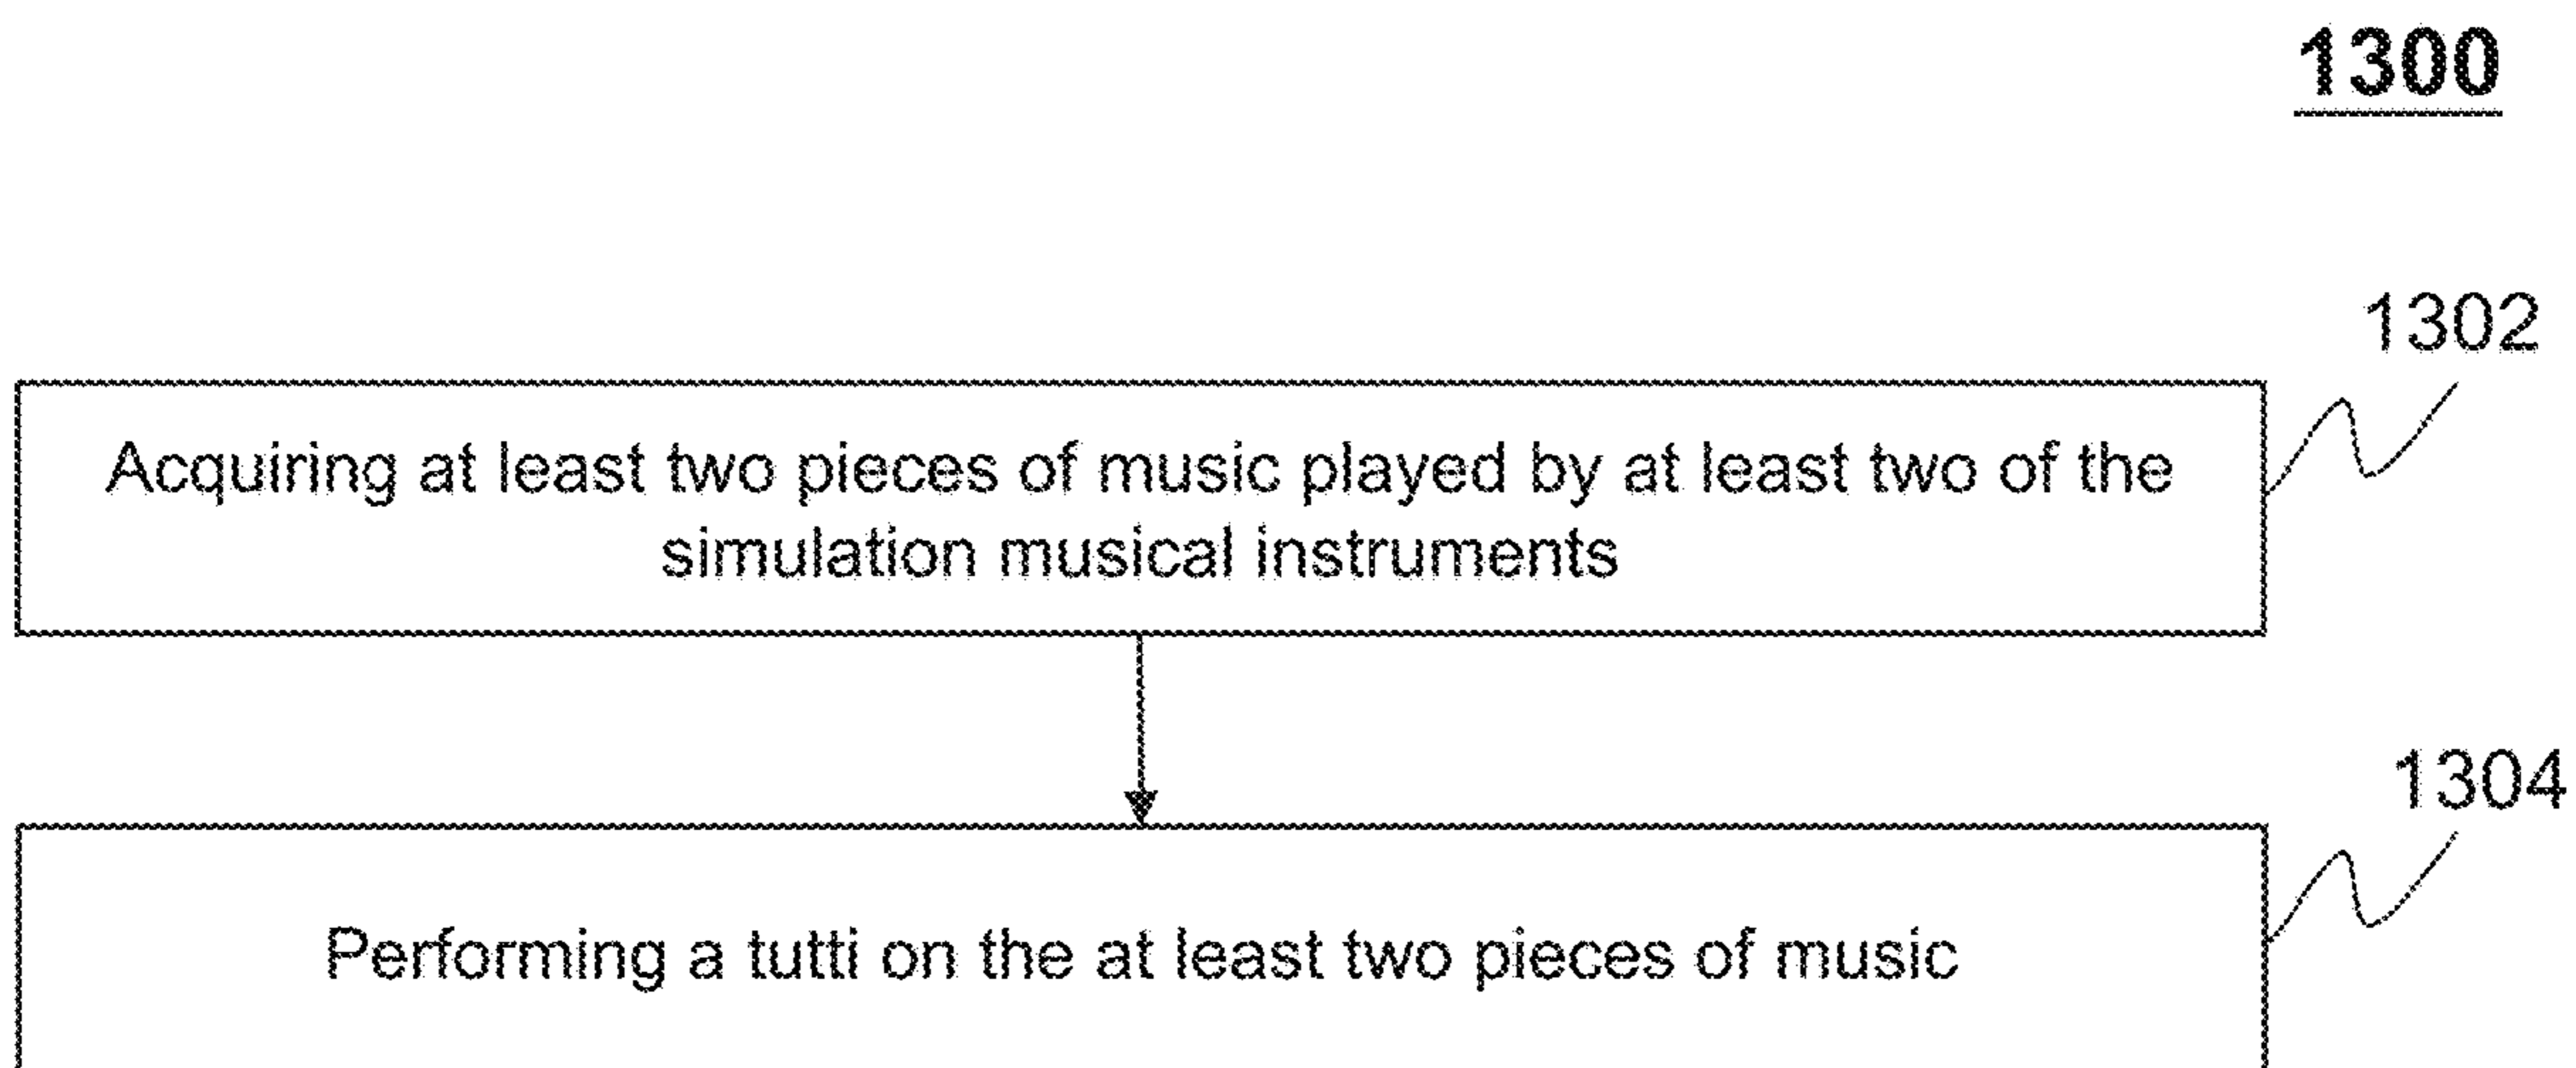 1300
1302
Acquiring at least two pieces of music played by at least two of the
simulation musical instruments
1304
Performing a tutti on the at least two pieces of music